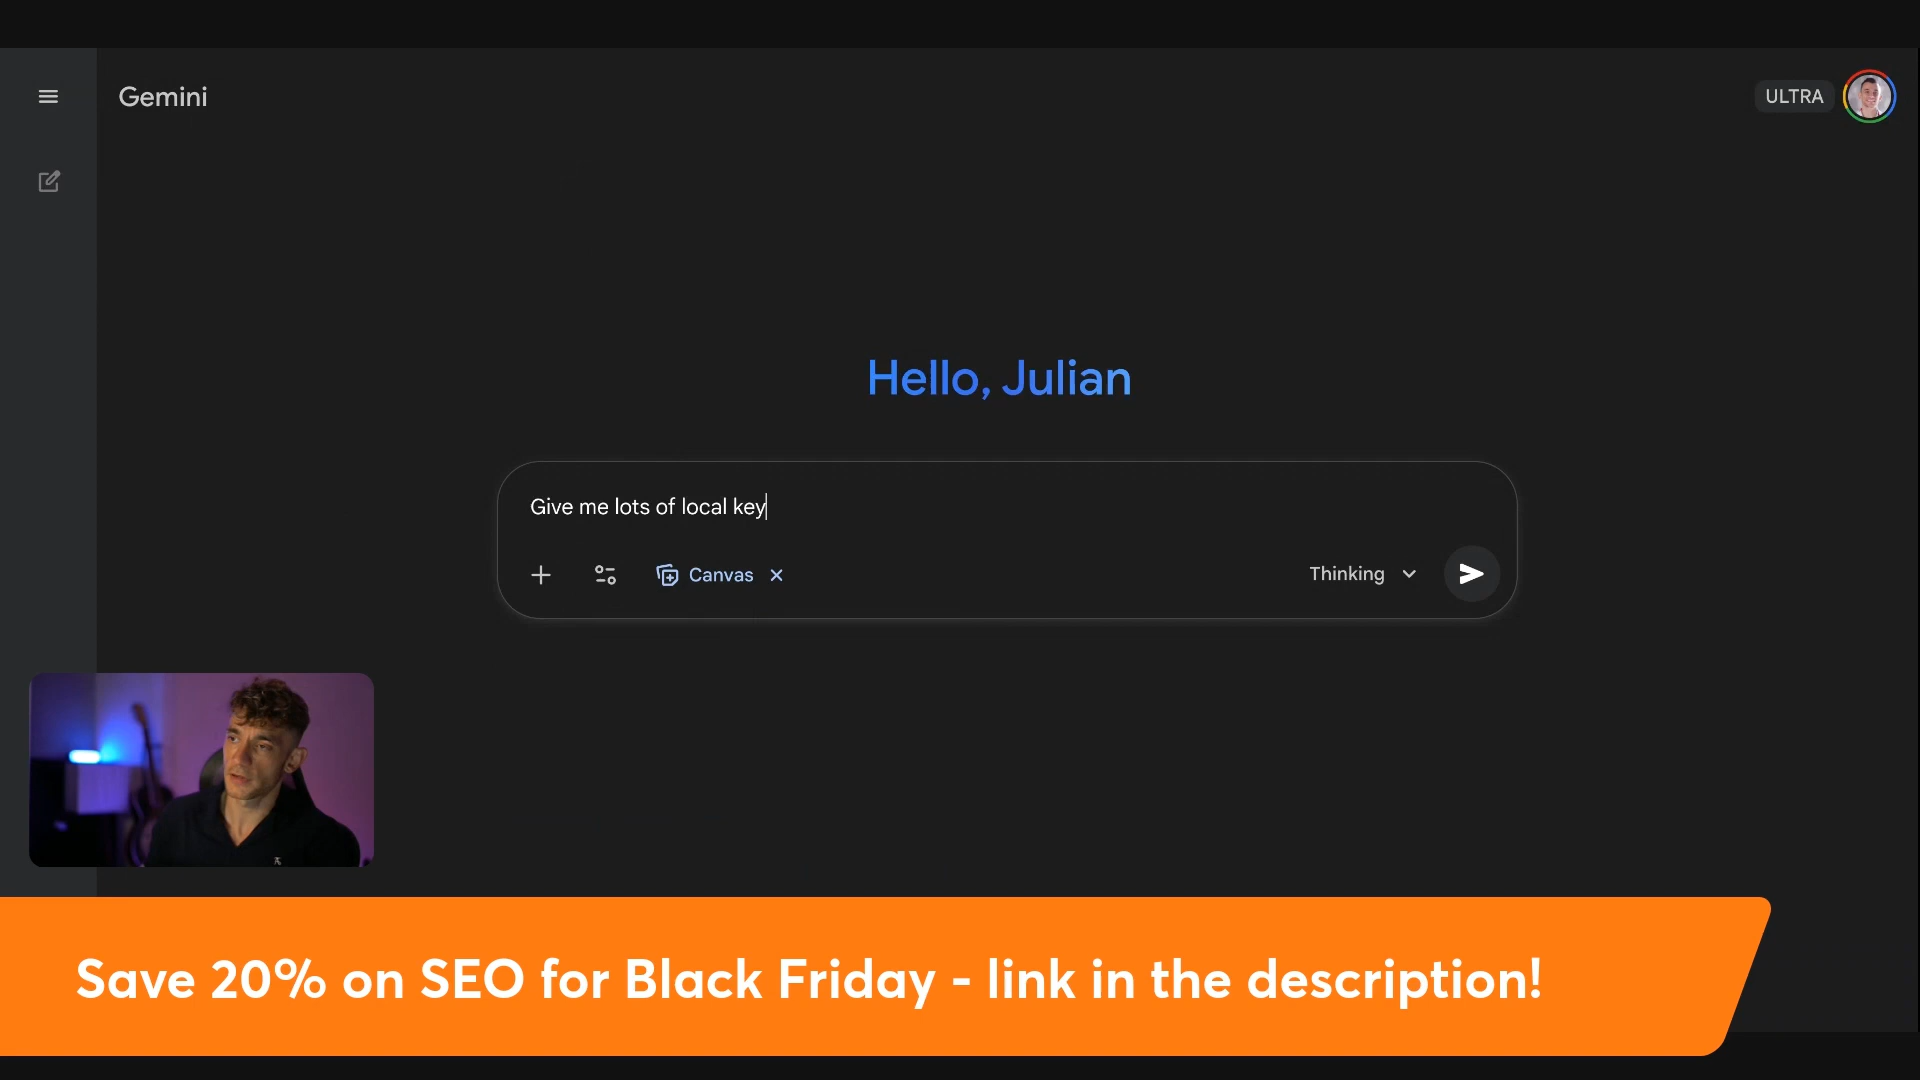 Gemini
ULTRA
Hello, Julian
Give me lots of local key
Canvas
Thinking
Save 20% on SEO for Black Friday - link in the description!